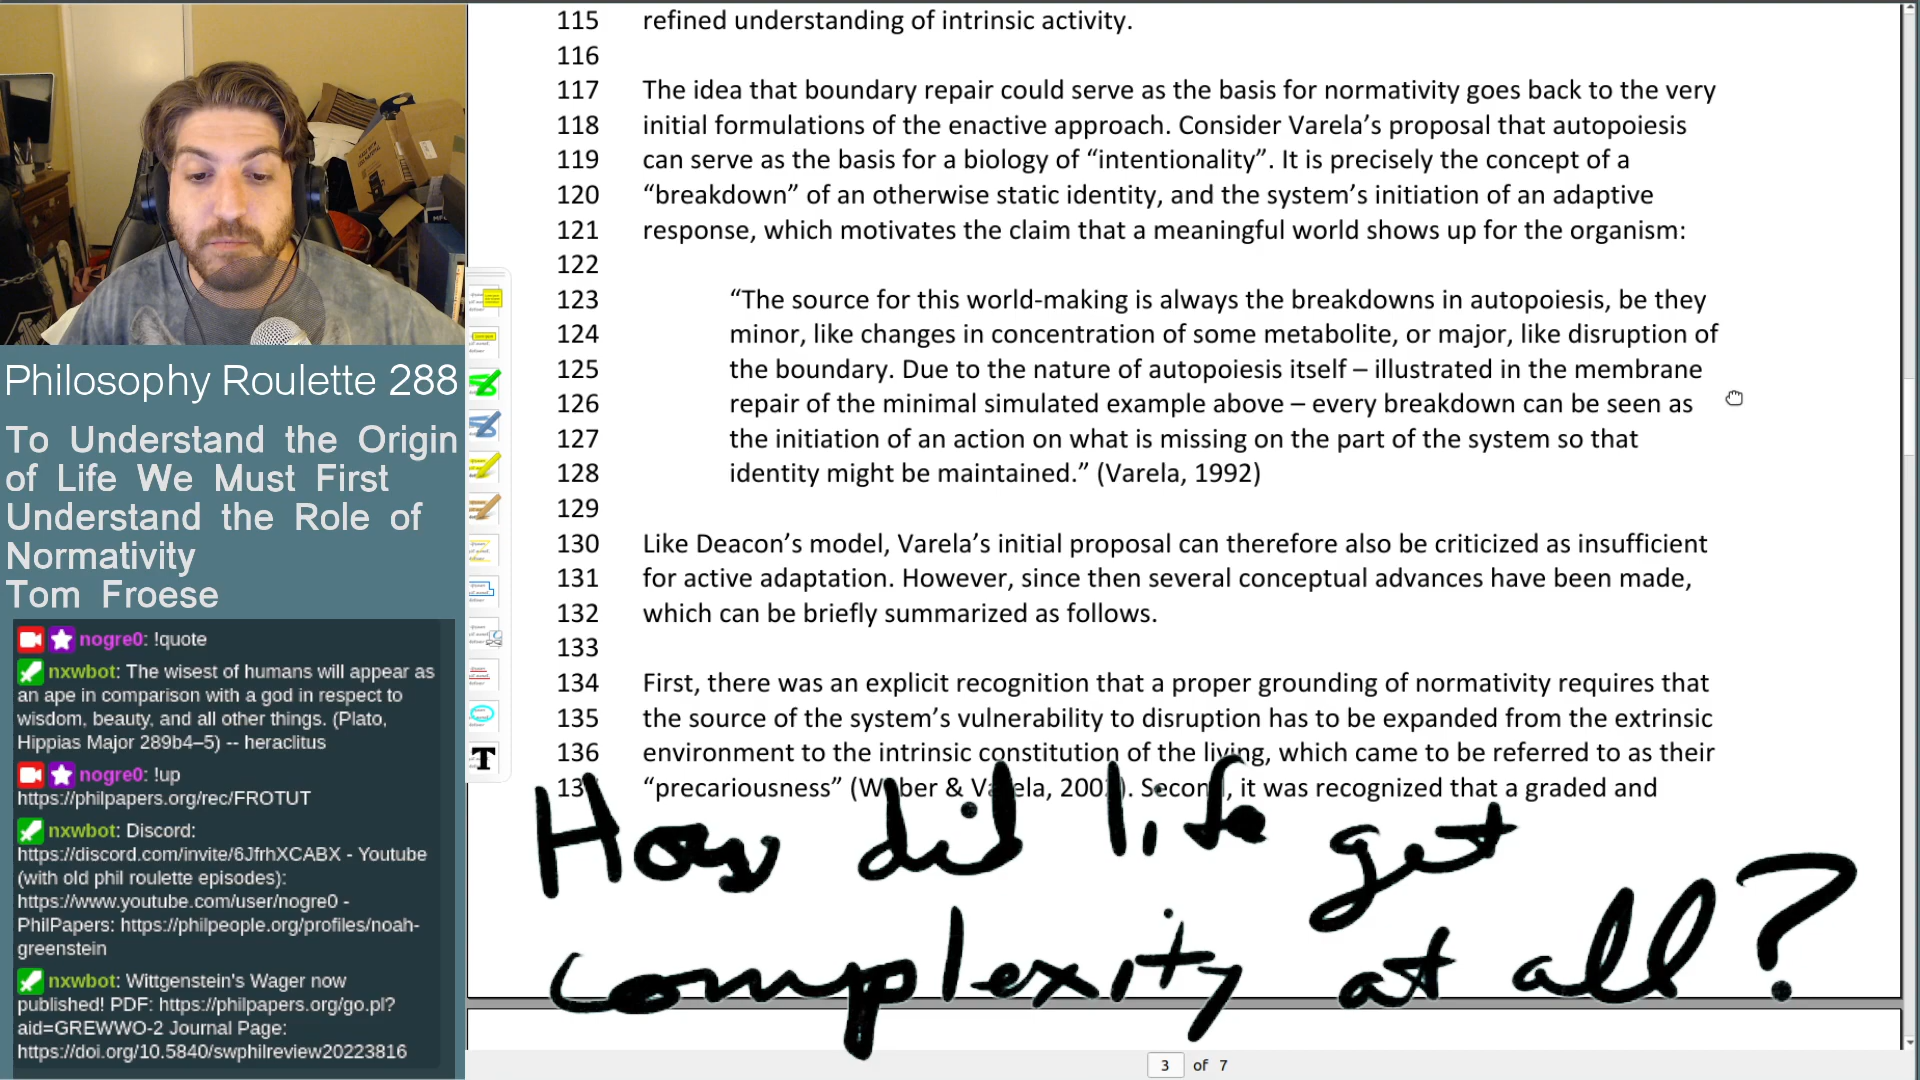 115 refined understanding of intrinsic activity.
116
117 The idea that boundary repair could serve as the basis for normativity goes back to the very
118 initial formulations of the enactive approach. Consider Varela’s proposal that autopoiesis
119 can serve as the basis for a biology of “intentionality”. It is precisely the concept of a
120 “breakdown” of an otherwise static identity, and the system’s initiation of an adaptive
121 response, which motivates the claim that a meaningful world shows up for the organism:
122
123 “The source for this world-making is always the breakdowns in autopoiesis, be they
124 minor, like changes in concentration of some metabolite, or major, like disruption of
125 the boundary. Due to the nature of autopoiesis itself – illustrated in the membrane
126 repair of the minimal simulated example above – every breakdown can be seen as
127 the initiation of an action on what is missing on the part of the system so that
128 identity might be maintained.” (Varela, 1992)
129
130 Like Deacon’s model, Varela’s initial proposal can therefore also be criticized as insufficient
131 for active adaptation. However, since then several conceptual advances have been made,
132 which can be briefly summarized as follows.
133
134 First, there was an explicit recognition that a proper grounding of normativity requires that
135 the source of the system’s vulnerability to disruption has to be expanded from the extrinsic
136 environment to the intrinsic constitution of the living, which came to be referred to as their
“precariousness” (Weber & Varela, Second, it was recognized that a graded and
How did life get
complexity at all?
3 of 7
Philosophy Roulette 288
To Understand the Origin
of Life We Must First
Understand the Role of
Normativity
Tom Froese
nogre0: !quote
nxwbot: The wisest of humans will appear as
an ape in comparison with a god in respect to
wisdom, beauty, and all other things. (Plato,
Hippias Major 289b4–5) -- heraclitus
nogre0: !up
https://philpapers.org/rec/FROTUT
nxwbot: Discord:
https://discord.com/invite/6JfrhXCABX - Youtube
(with old phil roulette episodes):
https://www.youtube.com/user/nogre0 -
PhilPapers: https://philpeople.org/profiles/noah-
greenstein
nxwbot: Wittgenstein's Wager now
published! PDF: https://philpapers.org/go.pl?
aid=GREWWO-2 Journal Page:
https://doi.org/10.5840/swphilreview20223816
T